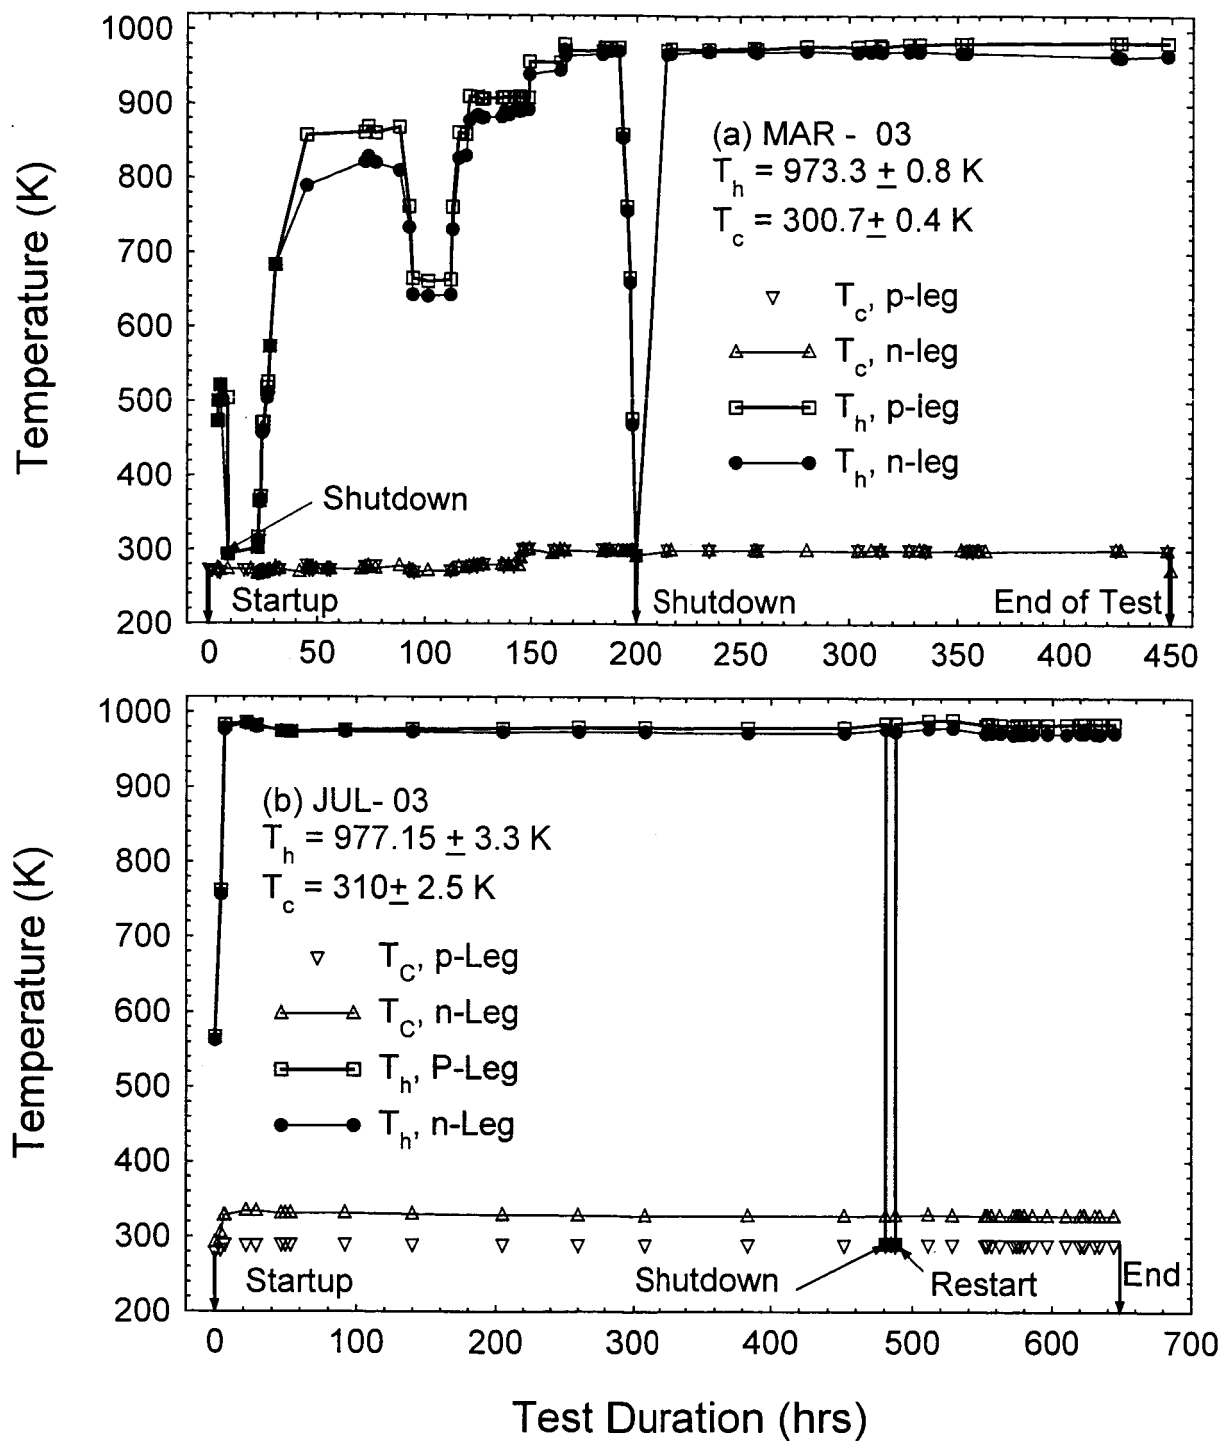 1000
900
800
700
600
500
400
300
200
Temperature (K)
(a) MAR - 03
T_h = 973.3 ± 0.8 K
T_c = 300.7± 0.4 K
T_c, p-leg
T_c, n-leg
T_h, p-leg
T_h, n-leg
Shutdown
Startup
Shutdown
End of Test
0 50 100 150 200 250 300 350 400 450
1000
900
800
700
600
500
400
300
200
Temperature (K)
(b) JUL- 03
T_h = 977.15 ± 3.3 K
T_c = 310± 2.5 K
T_C, p-Leg
T_C, n-Leg
T_h, P-Leg
T_h, n-Leg
Startup
Shutdown
Restart
End
0 100 200 300 400 500 600 700
Test Duration (hrs)